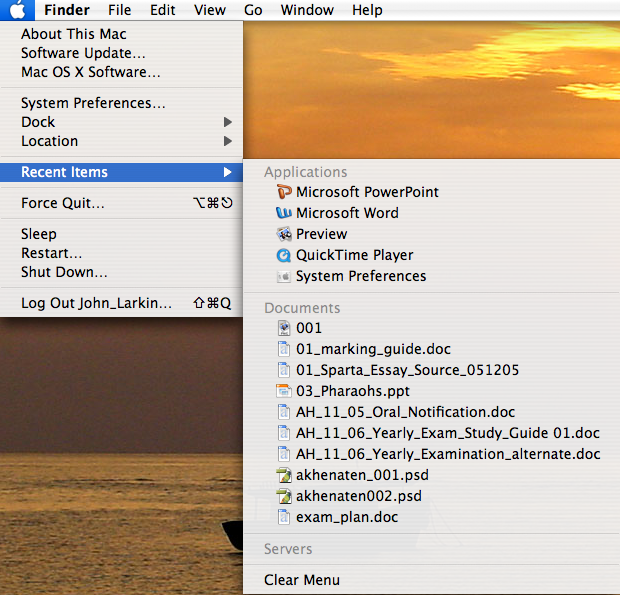 Finder File Edit View Go Window Help
About This Mac
Software Update...
Mac OS X Software...
System Preferences...
Dock
Location
Recent Items
Force Quit... ⌥⌘⎋
Sleep
Restart...
Shut Down...
Log Out John_Larkin... ⇧⌘Q
Applications
Microsoft PowerPoint
Microsoft Word
Preview
QuickTime Player
System Preferences
Documents
001
01_marking_guide.doc
01_Sparta_Essay_Source_051205
03_Pharaohs.ppt
AH_11_05_Oral_Notification.doc
AH_11_06_Yearly_Exam_Study_Guide 01.doc
AH_11_06_Yearly_Examination_alternate.doc
akhenaten_001.psd
akhenaten002.psd
exam_plan.doc
Servers
Clear Menu